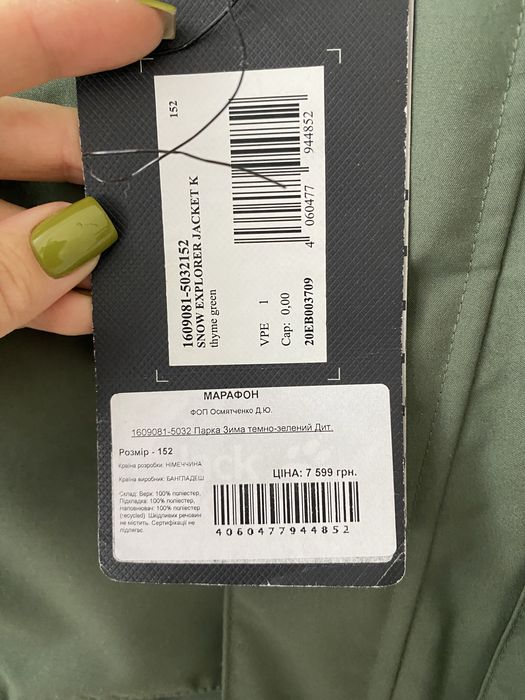 152
1609081-5032152
SNOW EXPLORER JACKET K
thyme green
4 060477 944852
VPE 1
Cap: 0,00
20EB003709
МАРАФОН
ФОП Осмятченко Д.Ю.
1609081-5032 Парка Зима темно-зелений Дит.
Розмір - 152
Країна розробки: НІМЕЧЧИНА
Країна виробник: БАНГЛАДЕШ
ЦІНА: 7 599 грн.
Склад: Верх: 100% поліестер,
Підкладка: 100% поліестер,
наповнювач: 100% поліестер
(recycled). Шкідливих речовин
не містить. Сертифікації не
підлягає.
4060477944852